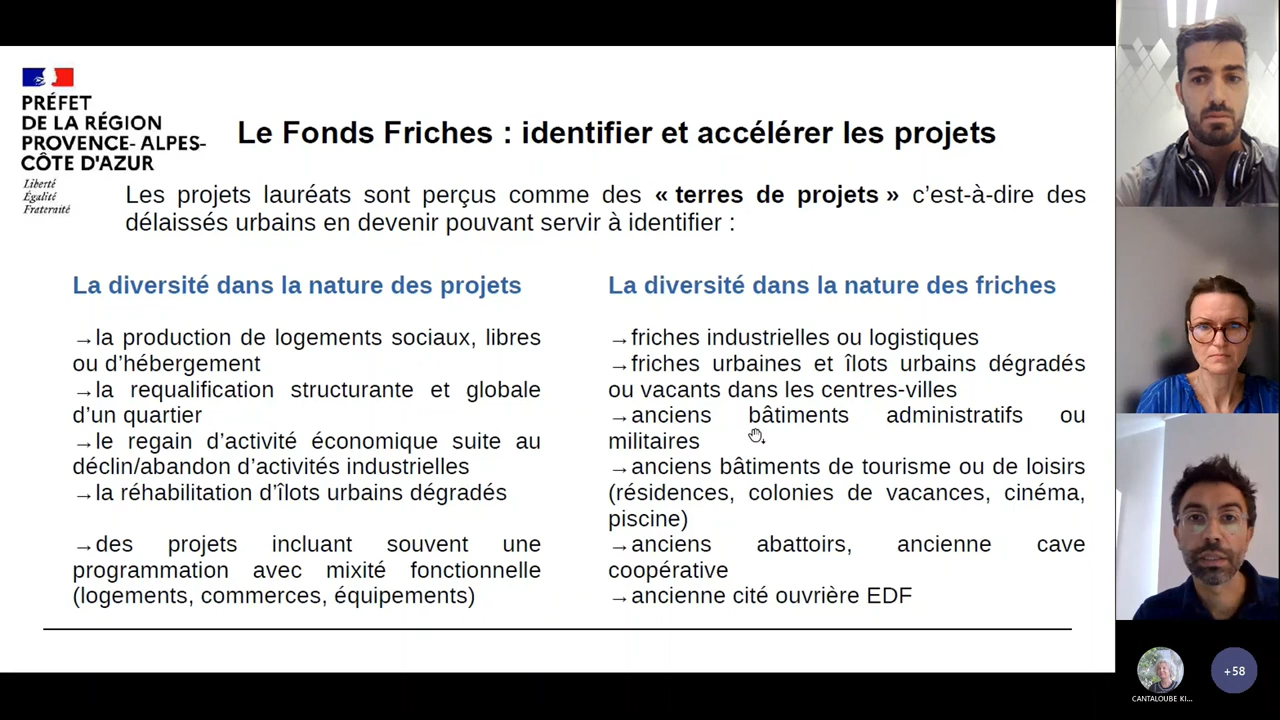 PRÉFET
DE LA RÉGION
PROVENCE- ALPES-
CÔTE D'AZUR
Liberté
Égalité
Fraternité
Le Fonds Friches : identifier et accélérer les projets
Les projets lauréats sont perçus comme des « terres de projets » c’est-à-dire des
délaissés urbains en devenir pouvant servir à identifier :
La diversité dans la nature des projets
→la production de logements sociaux, libres
ou d’hébergement
→la requalification structurante et globale
d’un quartier
→le regain d’activité économique suite au
déclin/abandon d’activités industrielles
→la réhabilitation d’îlots urbains dégradés
→des projets incluant souvent une
programmation avec mixité fonctionnelle
(logements, commerces, équipements)
La diversité dans la nature des friches
→friches industrielles ou logistiques
→friches urbaines et îlots urbains dégradés
ou vacants dans les centres-villes
→anciens bâtiments administratifs ou
militaires
→anciens bâtiments de tourisme ou de loisirs
(résidences, colonies de vacances, cinéma,
piscine)
→anciens abattoirs, ancienne cave
coopérative
→ancienne cité ouvrière EDF
CANTALOUBE KI...
+58